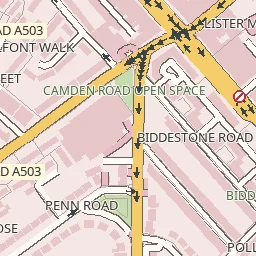 AD A503
LISTER M
LFONT WALK
EET
CAMDEN ROAD OPEN SPACE
BIDDESTONE ROAD
D A503
BIDD
PENN ROAD
OSE
POLL